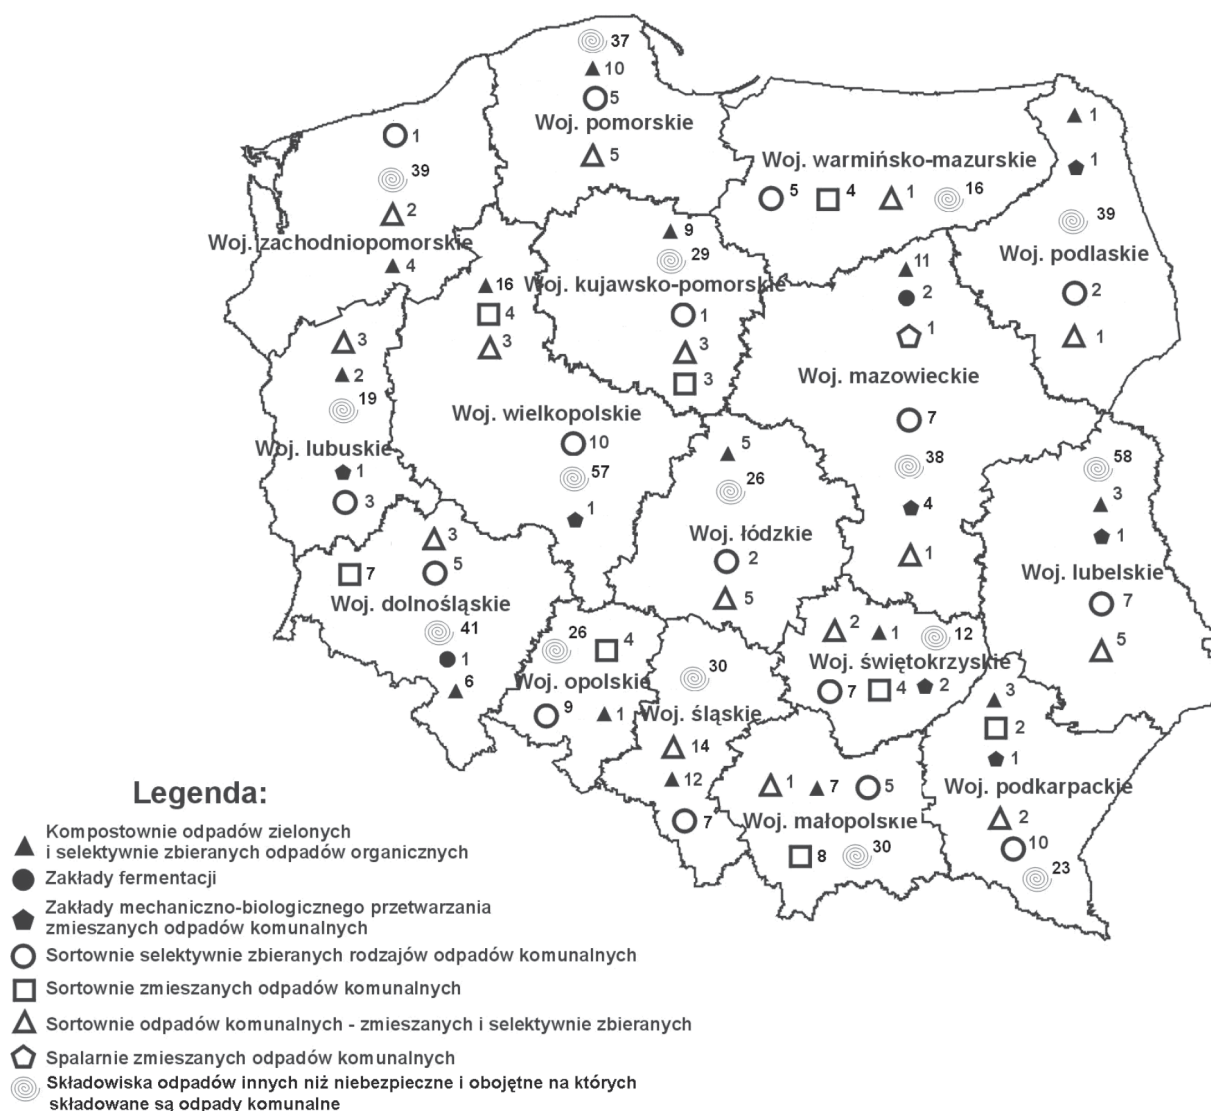 37
10
5
Woj. pomorskie
5
1
39
2
Woj. zachodniopomorskie
4
Woj. warmińsko-mazurskie
5
4
1
16
1
1
39
Woj. podlaskie
2
1
9
29
Woj. kujawsko-pomorskie
1
3
3
16
4
3
Woj. wielkopolskie
10
57
1
11
2
1
Woj. mazowieckie
7
38
4
1
3
2
19
Woj. lubuskie
1
3
5
26
Woj. łódzkie
2
5
58
3
1
Woj. lubelskie
7
5
3
7
5
Woj. dolnośląskie
41
1
6
26
4
Woj. opolskie
9
1
30
Woj. śląskie
14
12
7
2
1
12
Woj. świętokrzyskie
7
4
2
3
2
1
Woj. podkarpackie
2
10
23
1
7
5
Woj. małopolskie
8
30
Legenda:
Kompostownie odpadów zielonych
i selektywnie zbieranych odpadów organicznych
Zakłady fermentacji
Zakłady mechaniczno-biologicznego przetwarzania
zmieszanych odpadów komunalnych
Sortownie selektywnie zbieranych rodzajów odpadów komunalnych
Sortownie zmieszanych odpadów komunalnych
Sortownie odpadów komunalnych - zmieszanych i selektywnie zbieranych
Spalarnie zmieszanych odpadów komunalnych
Składowiska odpadów innych niż niebezpieczne i obojętne na których
składowane są odpady komunalne